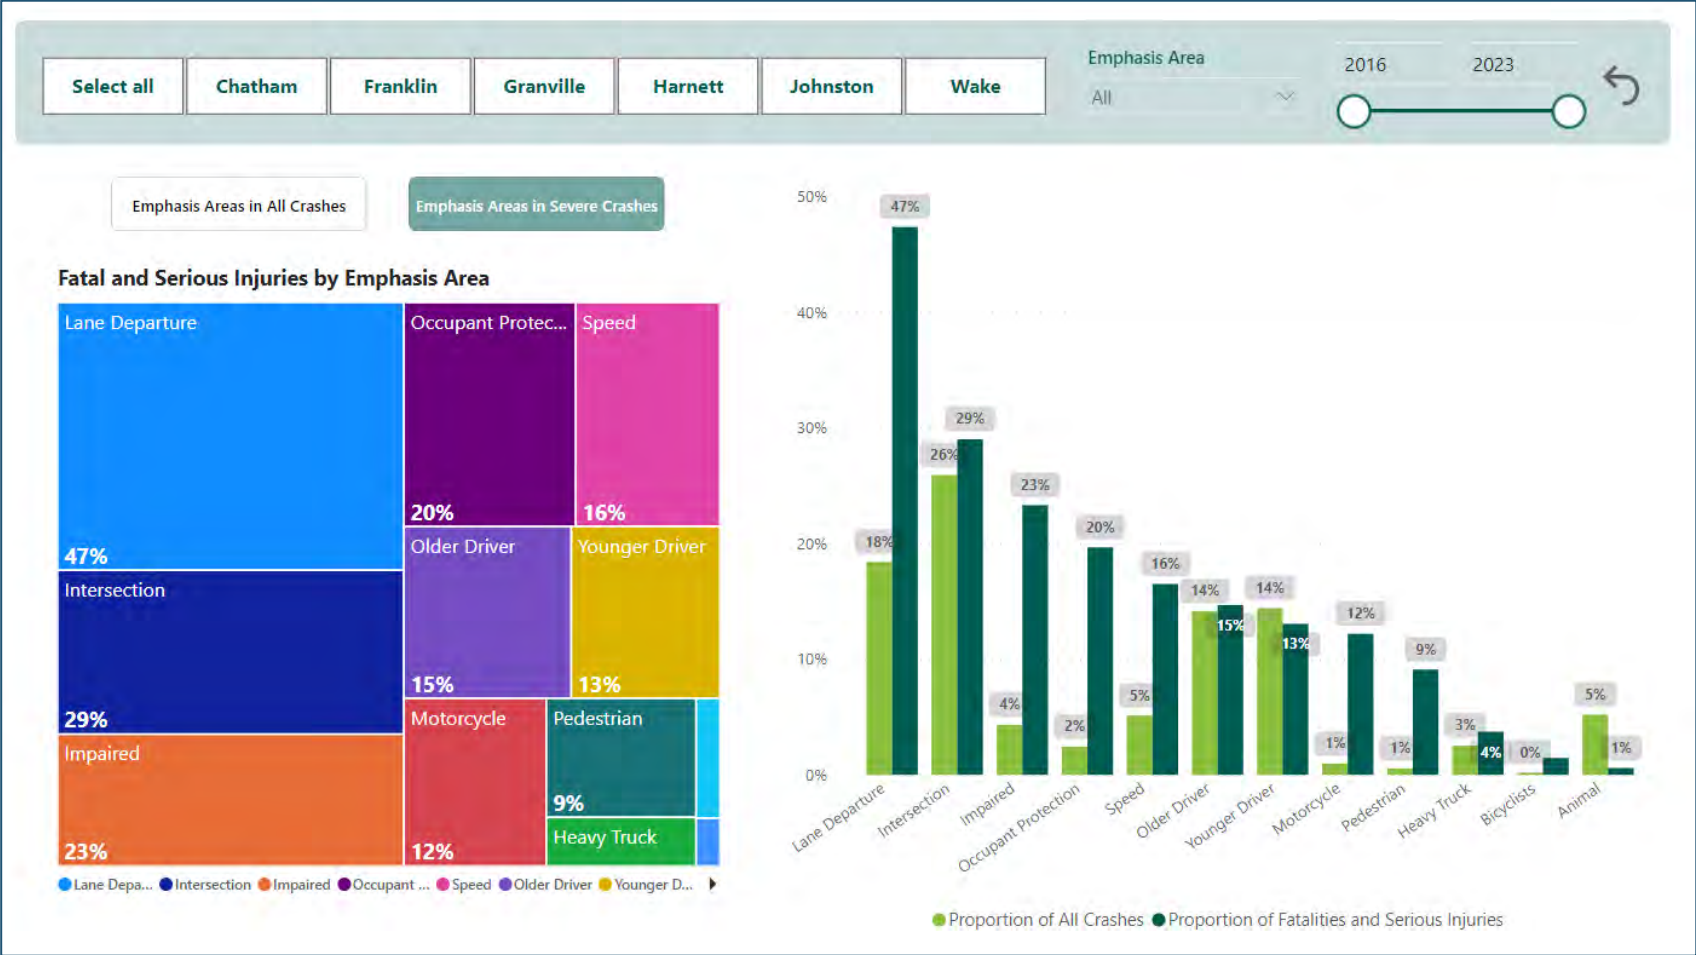 Select all
Chatham
Franklin
Granville
Harnett
Johnston
Wake
Emphasis Area
All
2016
2023
Emphasis Areas in All Crashes
Emphasis Areas in Severe Crashes
Fatal and Serious Injuries by Emphasis Area
Lane Departure
47%
Intersection
29%
Impaired
23%
Occupant Protec...
20%
Speed
16%
Older Driver
15%
Younger Driver
13%
Motorcycle
12%
Pedestrian
9%
Heavy Truck
Lane Depa...
Intersection
Impaired
Occupant ...
Speed
Older Driver
Younger D...
50%
40%
30%
20%
10%
0%
18%
47%
26%
29%
4%
23%
2%
20%
5%
16%
14%
15%
14%
13%
1%
12%
1%
9%
3%
4%
0%
5%
1%
Lane Departure
Intersection
Impaired
Occupant Protection
Speed
Older Driver
Younger Driver
Motorcycle
Pedestrian
Heavy Truck
Bicyclists
Animal
Proportion of All Crashes
Proportion of Fatalities and Serious Injuries